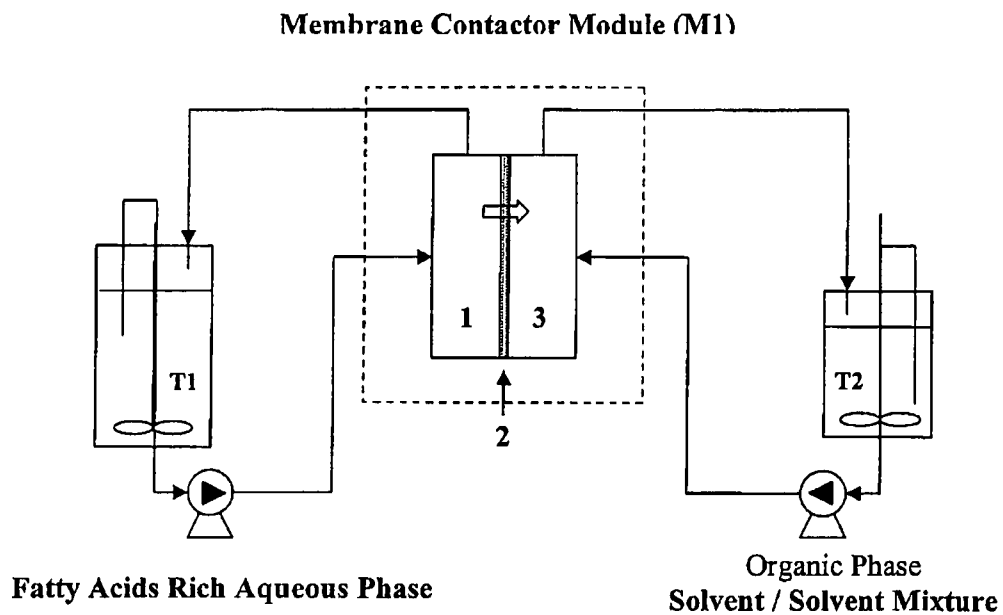 Membrane Contactor Module (M1)
1
3
T1
T2
2
Fatty Acids Rich Aqueous Phase
Organic Phase
Solvent / Solvent Mixture